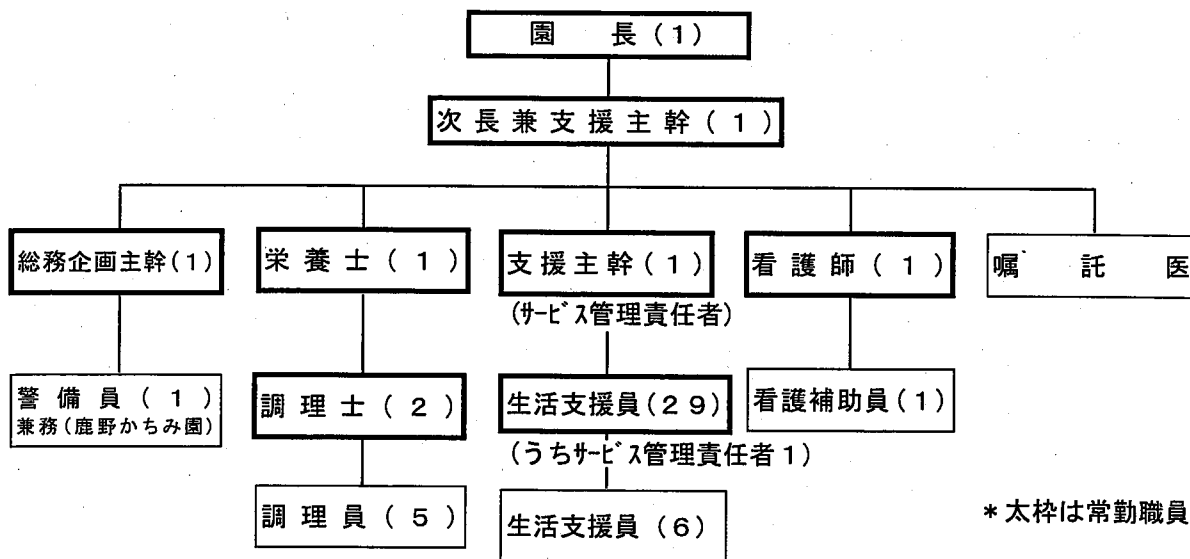 園長(1)
次長兼支援主幹(1)
総務企画主幹(1)
栄養士(1)
支援主幹(1)
看護師(1)
嘱託医
(サービス管理責任者)
警備員(1)
兼務(鹿野かちみ園)
調理士(2)
生活支援員(29)
看護補助員(1)
(うちサービス管理責任者1)
調理員(5)
生活支援員(6)
*太枠は常勤職員